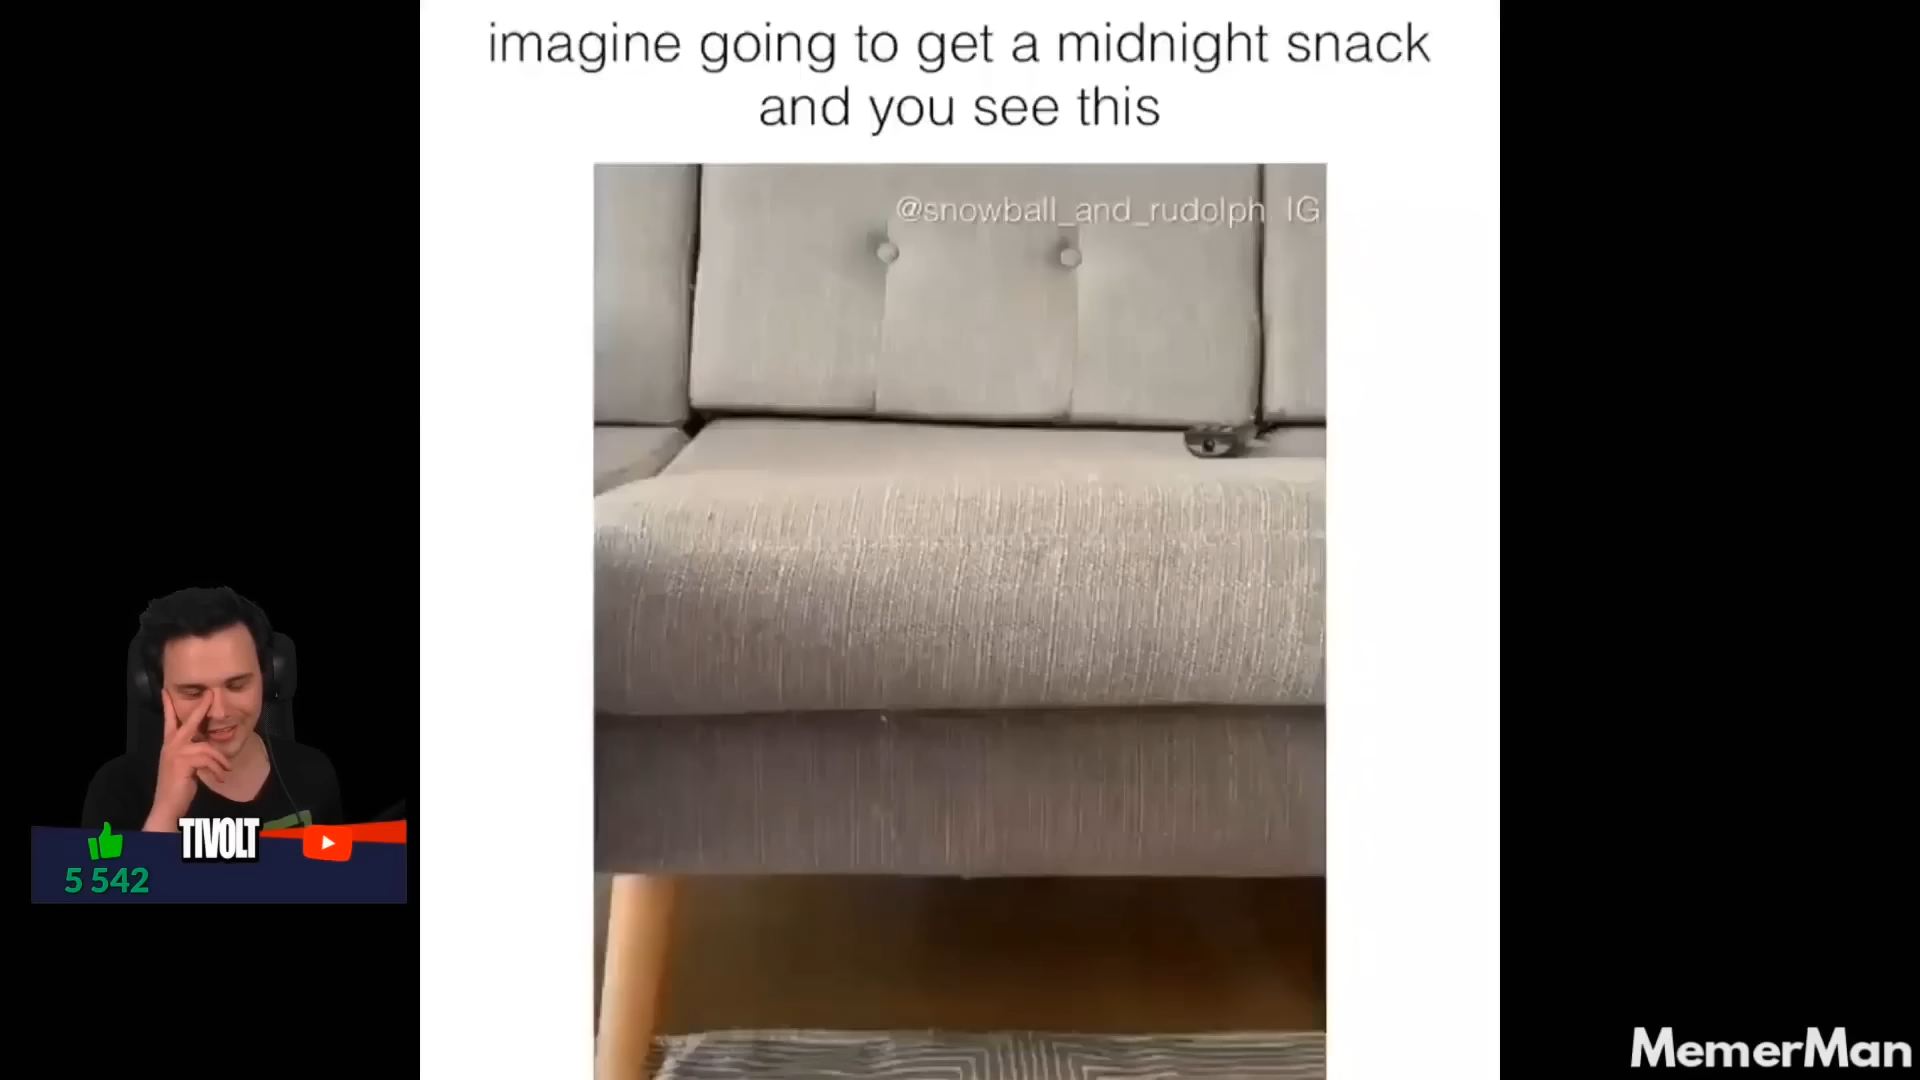 imagine going to get a midnight snack
and you see this
@snowball_and_rudolph IG
TIVOLT
5 542
MemerMan